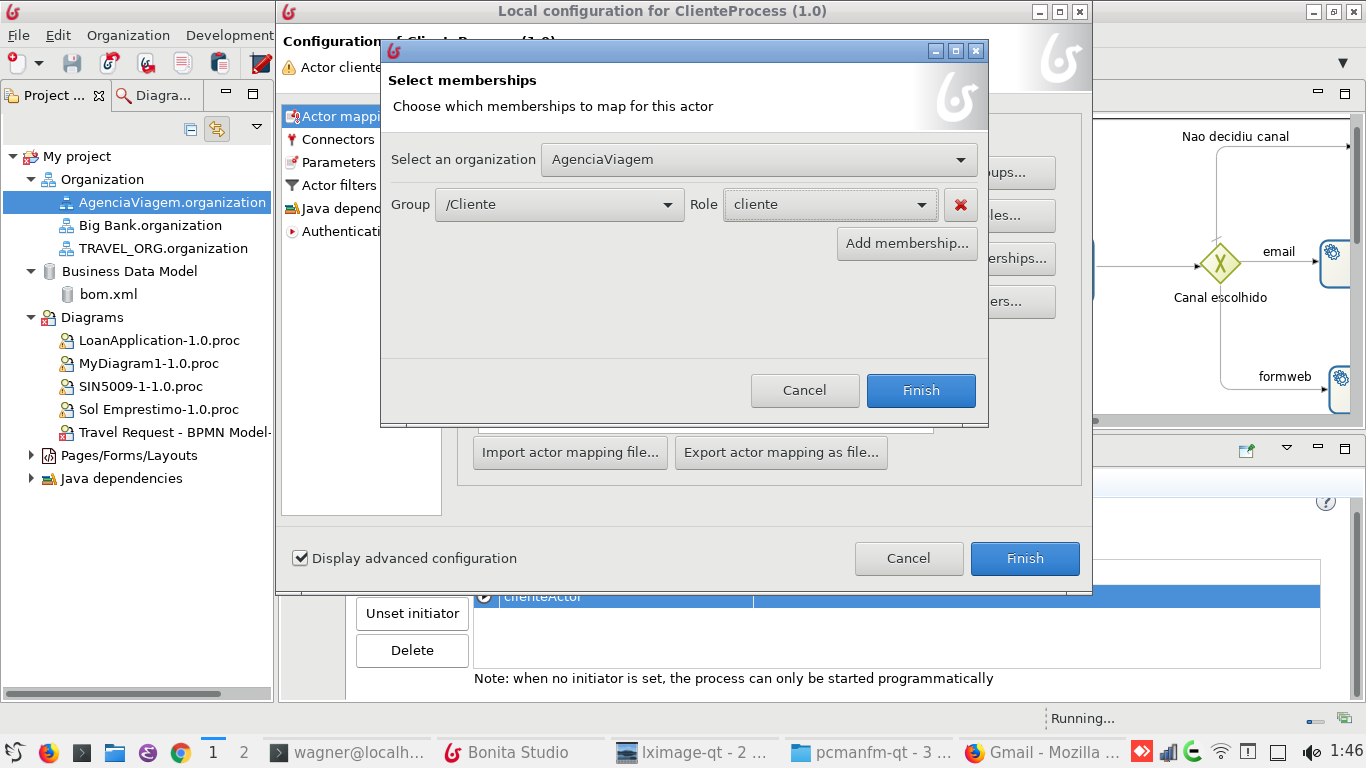 Local configuration for ClienteProcess (1.0)
File Edit Organization Development
Actor cliente
Select memberships
Choose which memberships to map for this actor
Project ...
Diagra...
Select an organization AgenciaViagem
Group /Cliente Role cliente
Add membership...
Cancel Finish
Actor mappi
Connectors
Parameters
Actor filters
Java depend
Authenticati
My project
Organization
AgenciaViagem.organization
Big Bank.organization
TRAVEL_ORG.organization
Business Data Model
bom.xml
Diagrams
LoanApplication-1.0.proc
MyDiagram1-1.0.proc
SIN5009-1-1.0.proc
Sol Emprestimo-1.0.proc
Travel Request - BPMN Model-
Pages/Forms/Layouts
Java dependencies
oups...
les...
erships...
ers...
Nao decidiu canal
email
Canal escolhido
formweb
Import actor mapping file... Export actor mapping as file...
Display advanced configuration
Cancel Finish
clienteActor
Unset initiator
Delete
Note: when no initiator is set, the process can only be started programmatically
Running...
1 2 wagner@localh... Bonita Studio lximage-qt - 2 ... pcmanfm-qt - 3 ... Gmail - Mozilla ... 1:46